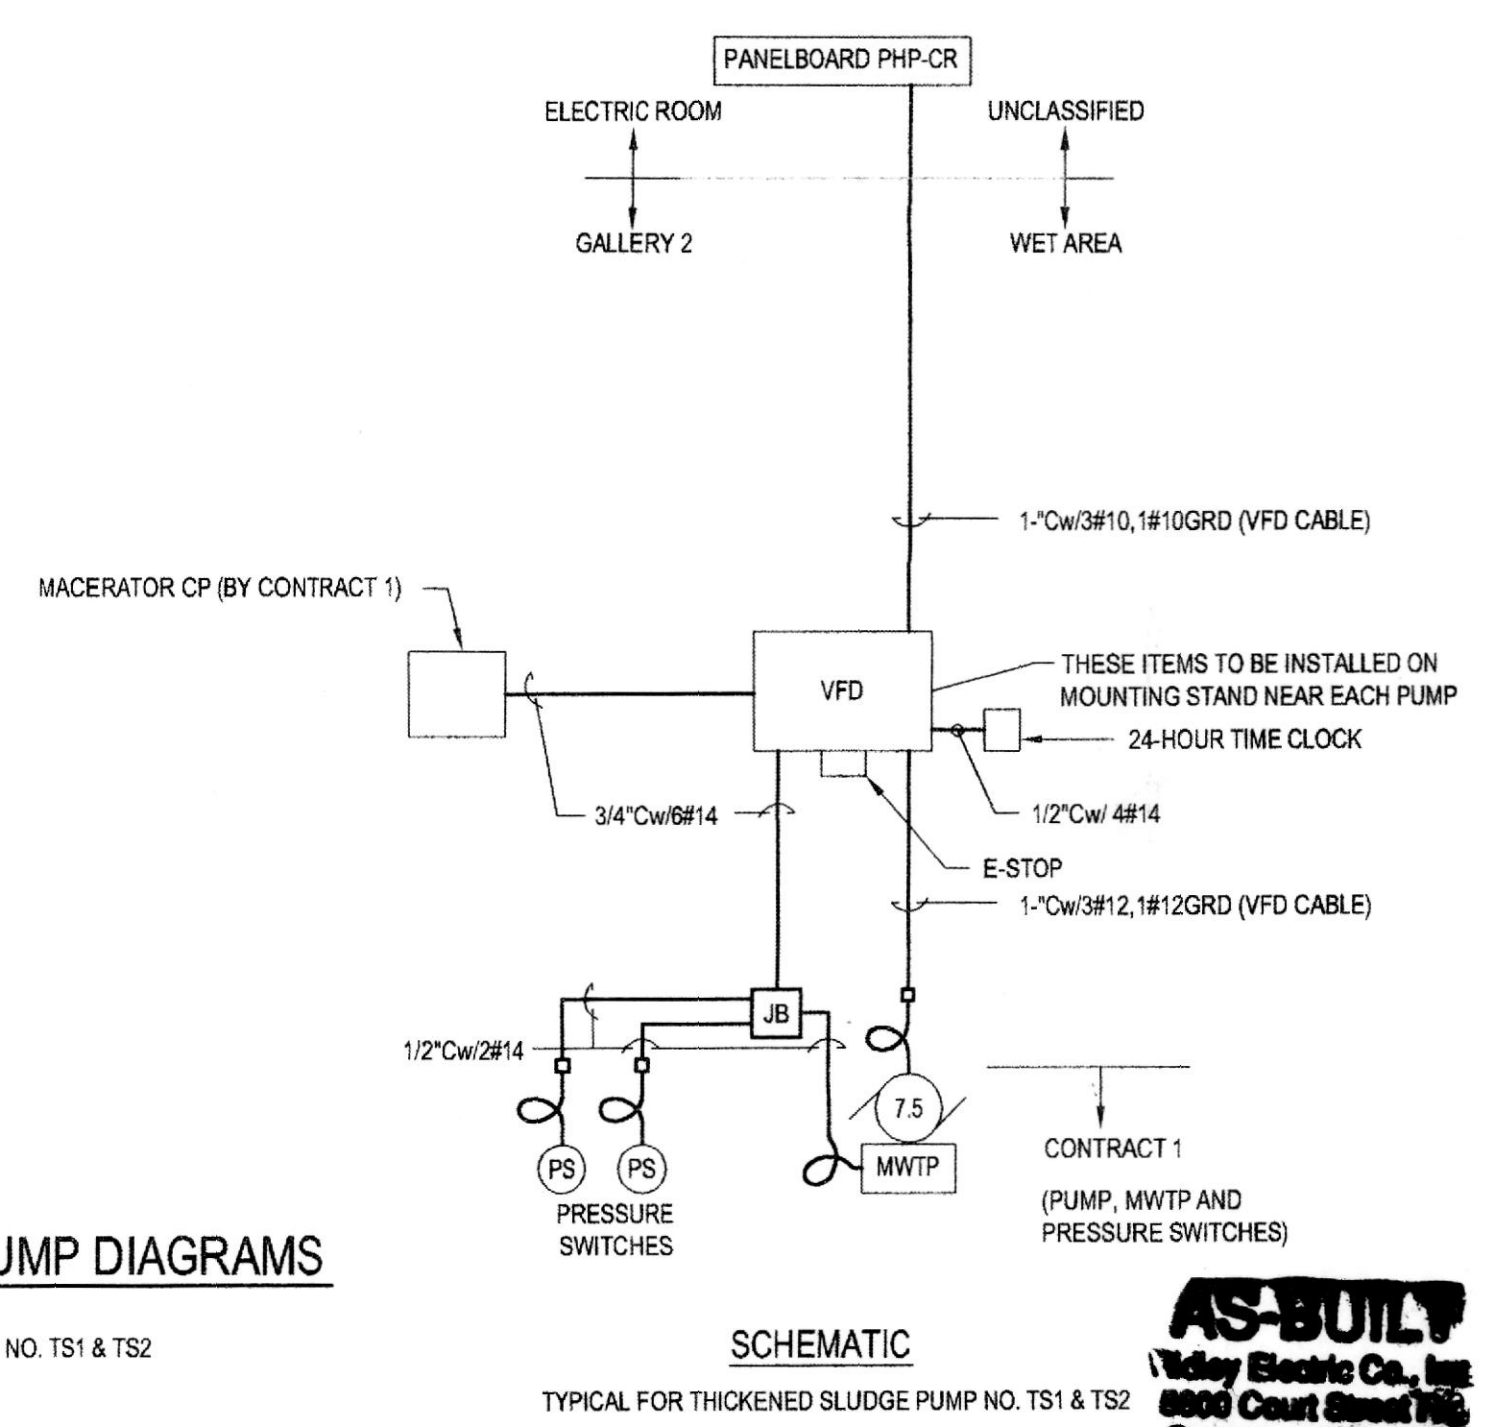 PANELBOARD PHP-CR
ELECTRIC ROOM
UNCLASSIFIED
GALLERY 2
WET AREA
1-"Cw/3#10,1#10GRD (VFD CABLE)
MACERATOR CP (BY CONTRACT 1)
VFD
THESE ITEMS TO BE INSTALLED ON
MOUNTING STAND NEAR EACH PUMP
24-HOUR TIME CLOCK
3/4"Cw/6#14
1/2"Cw/ 4#14
E-STOP
1-"Cw/3#12,1#12GRD (VFD CABLE)
JB
1/2"Cw/2#14
7.5
PS
PS
MWTP
CONTRACT 1
(PUMP, MWTP AND
PRESSURE SWITCHES)
PRESSURE
SWITCHES
UMP DIAGRAMS
NO. TS1 & TS2
SCHEMATIC
TYPICAL FOR THICKENED SLUDGE PUMP NO. TS1 & TS2
AS-BUILT
Electric Co.,
Court Street